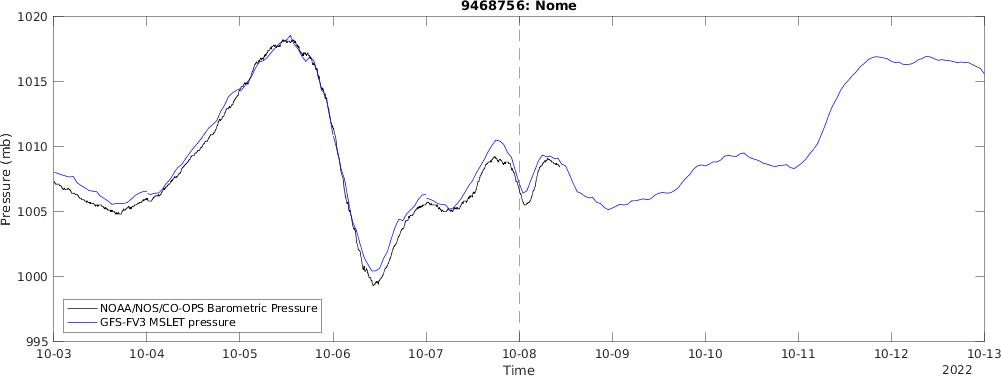 9468756: Nome
1020
1015
1010
1005
1000
995
Pressure (mb)
NOAA/NOS/CO-OPS Barometric Pressure
GFS-FV3 MSLET pressure
10-03 10-04 10-05 10-06 10-07 10-08 10-09 10-10 10-11 10-12 10-13
Time
2022